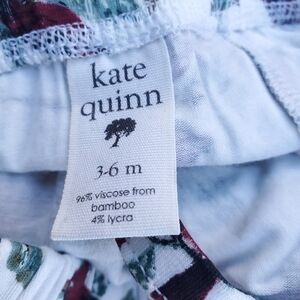 kate
quinn
3-6 m
96% viscose from
bamboo
4% lycra